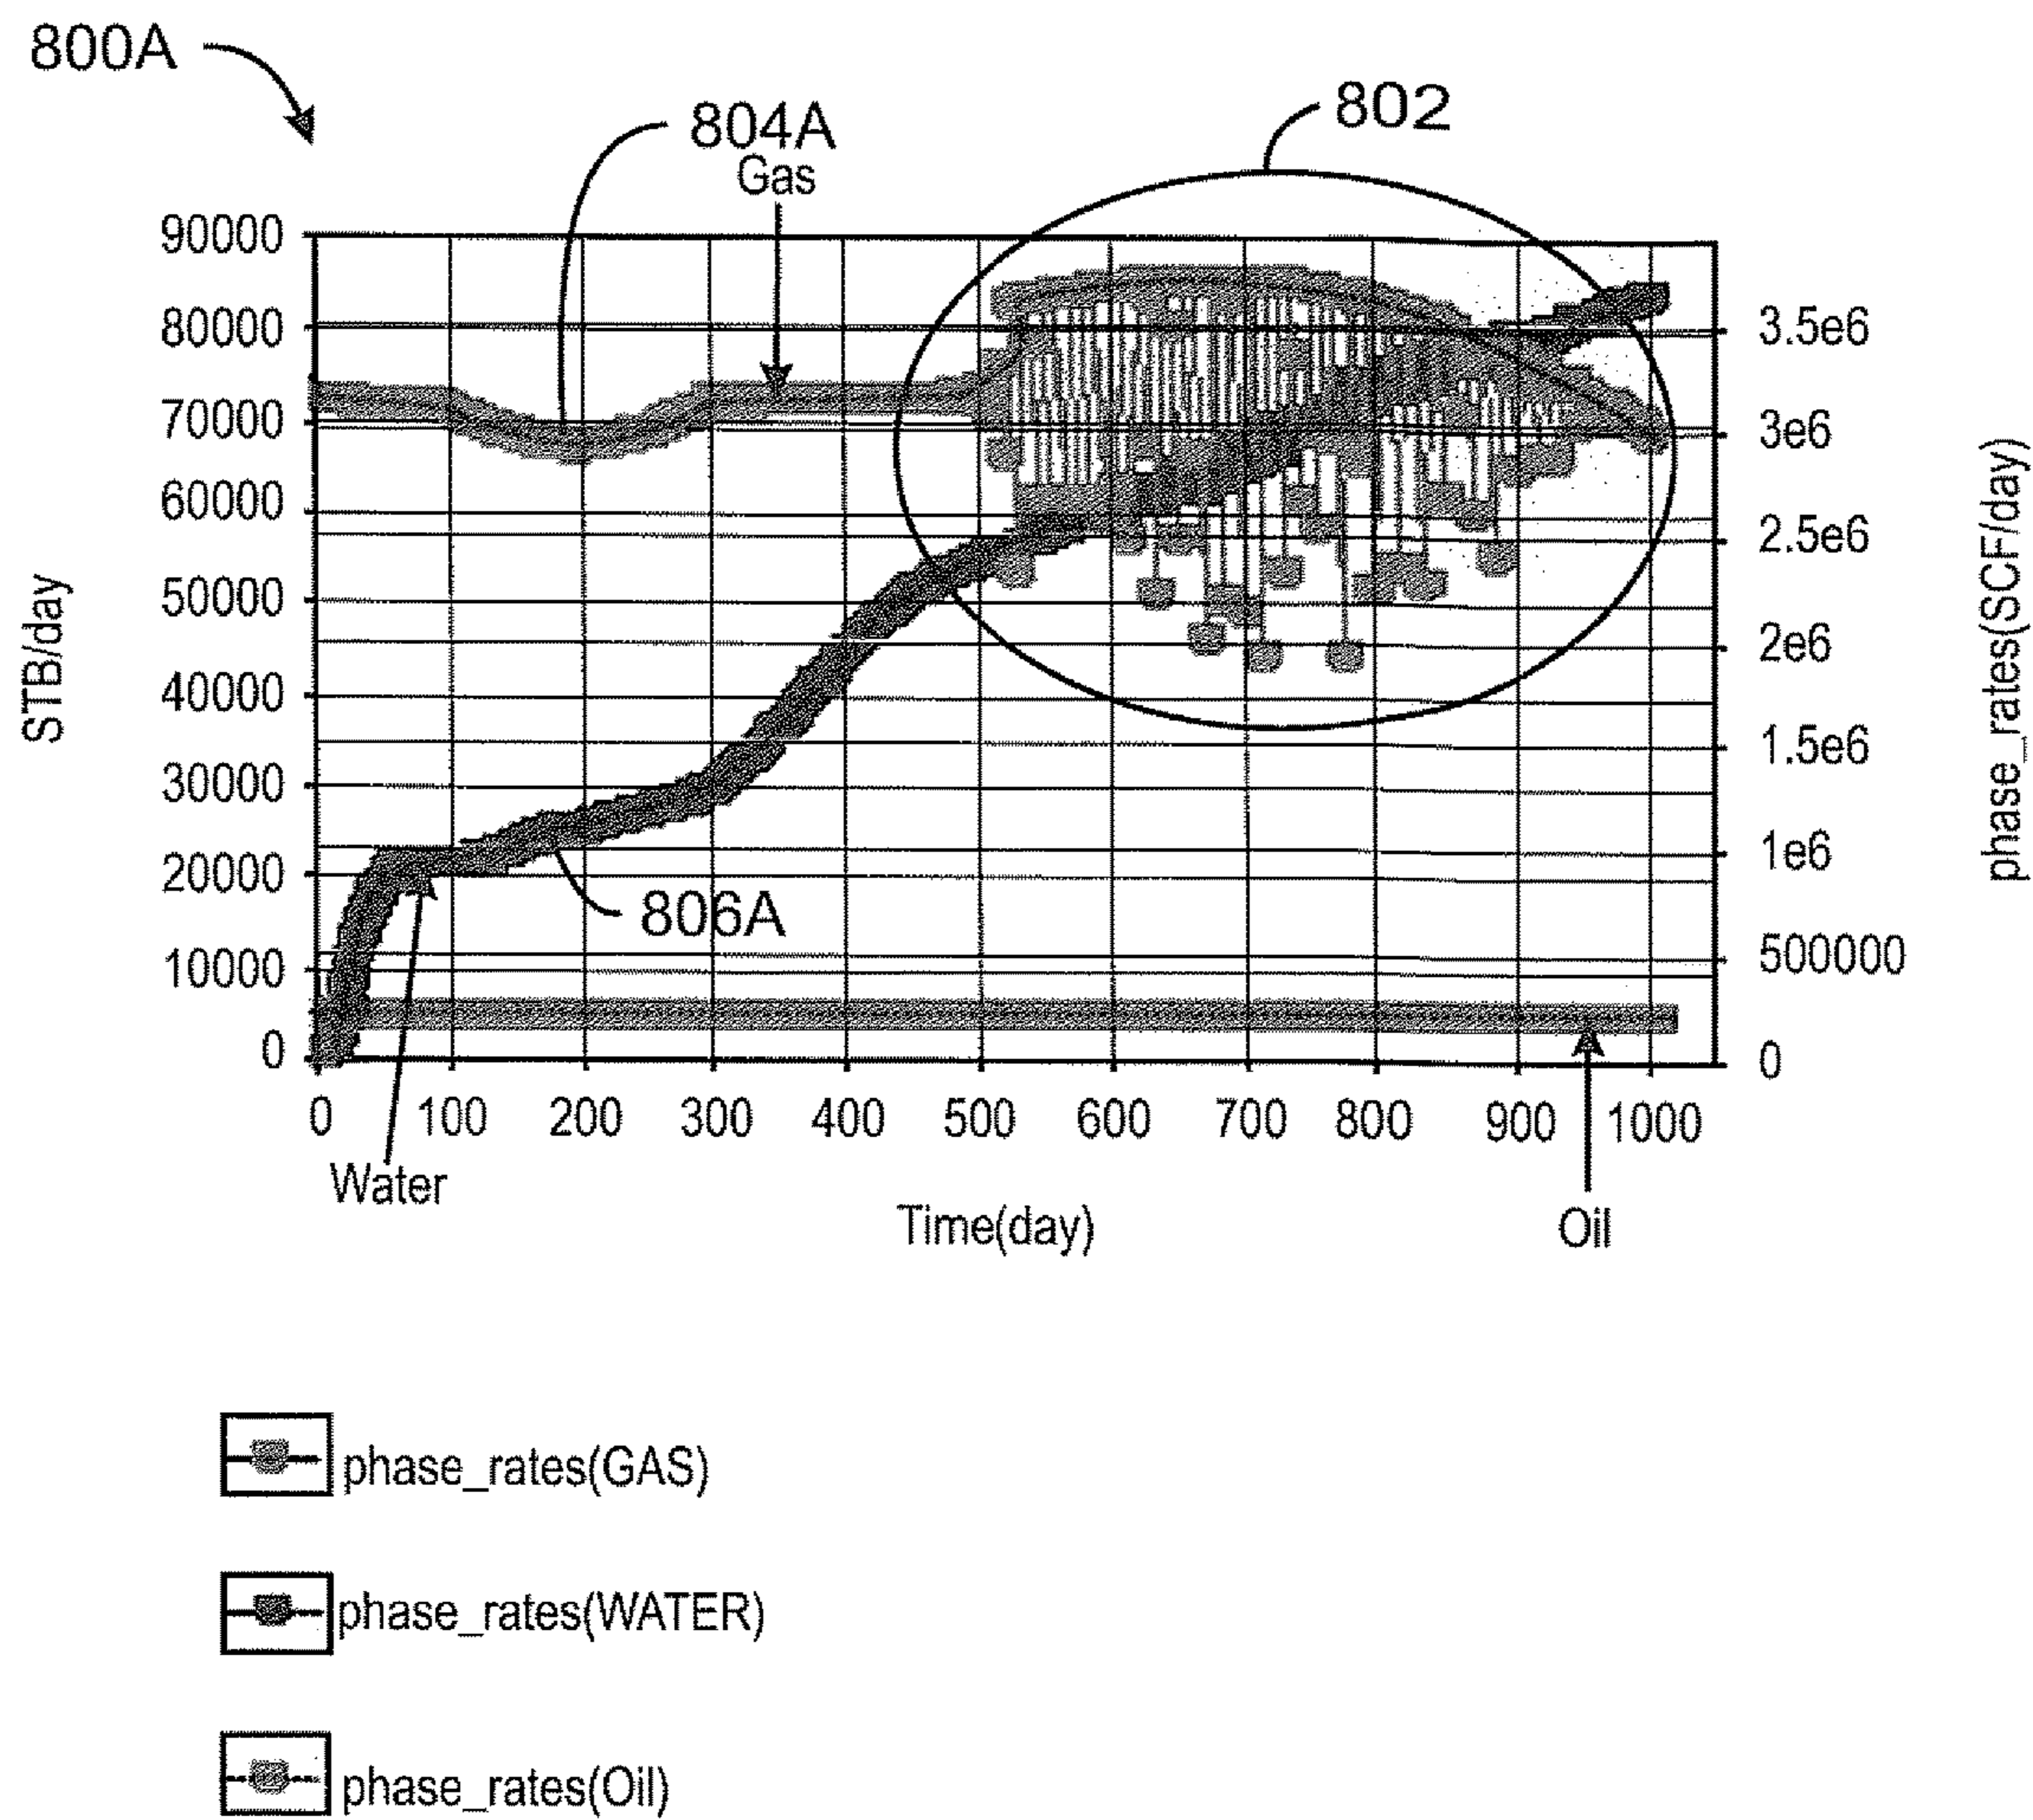 800A
804A
802
Gas
90000
80000
70000
60000
50000
40000
30000
20000
10000
0
STB/day
3.5e6
3e6
2.5e6
2e6
1.5e6
1e6
500000
0
phase_rates(SCF/day)
806A
0 100 200 300 400 500 600 700 800 900 1000
Water
Time(day)
Oil
phase_rates(GAS)
phase_rates(WATER)
phase_rates(Oil)